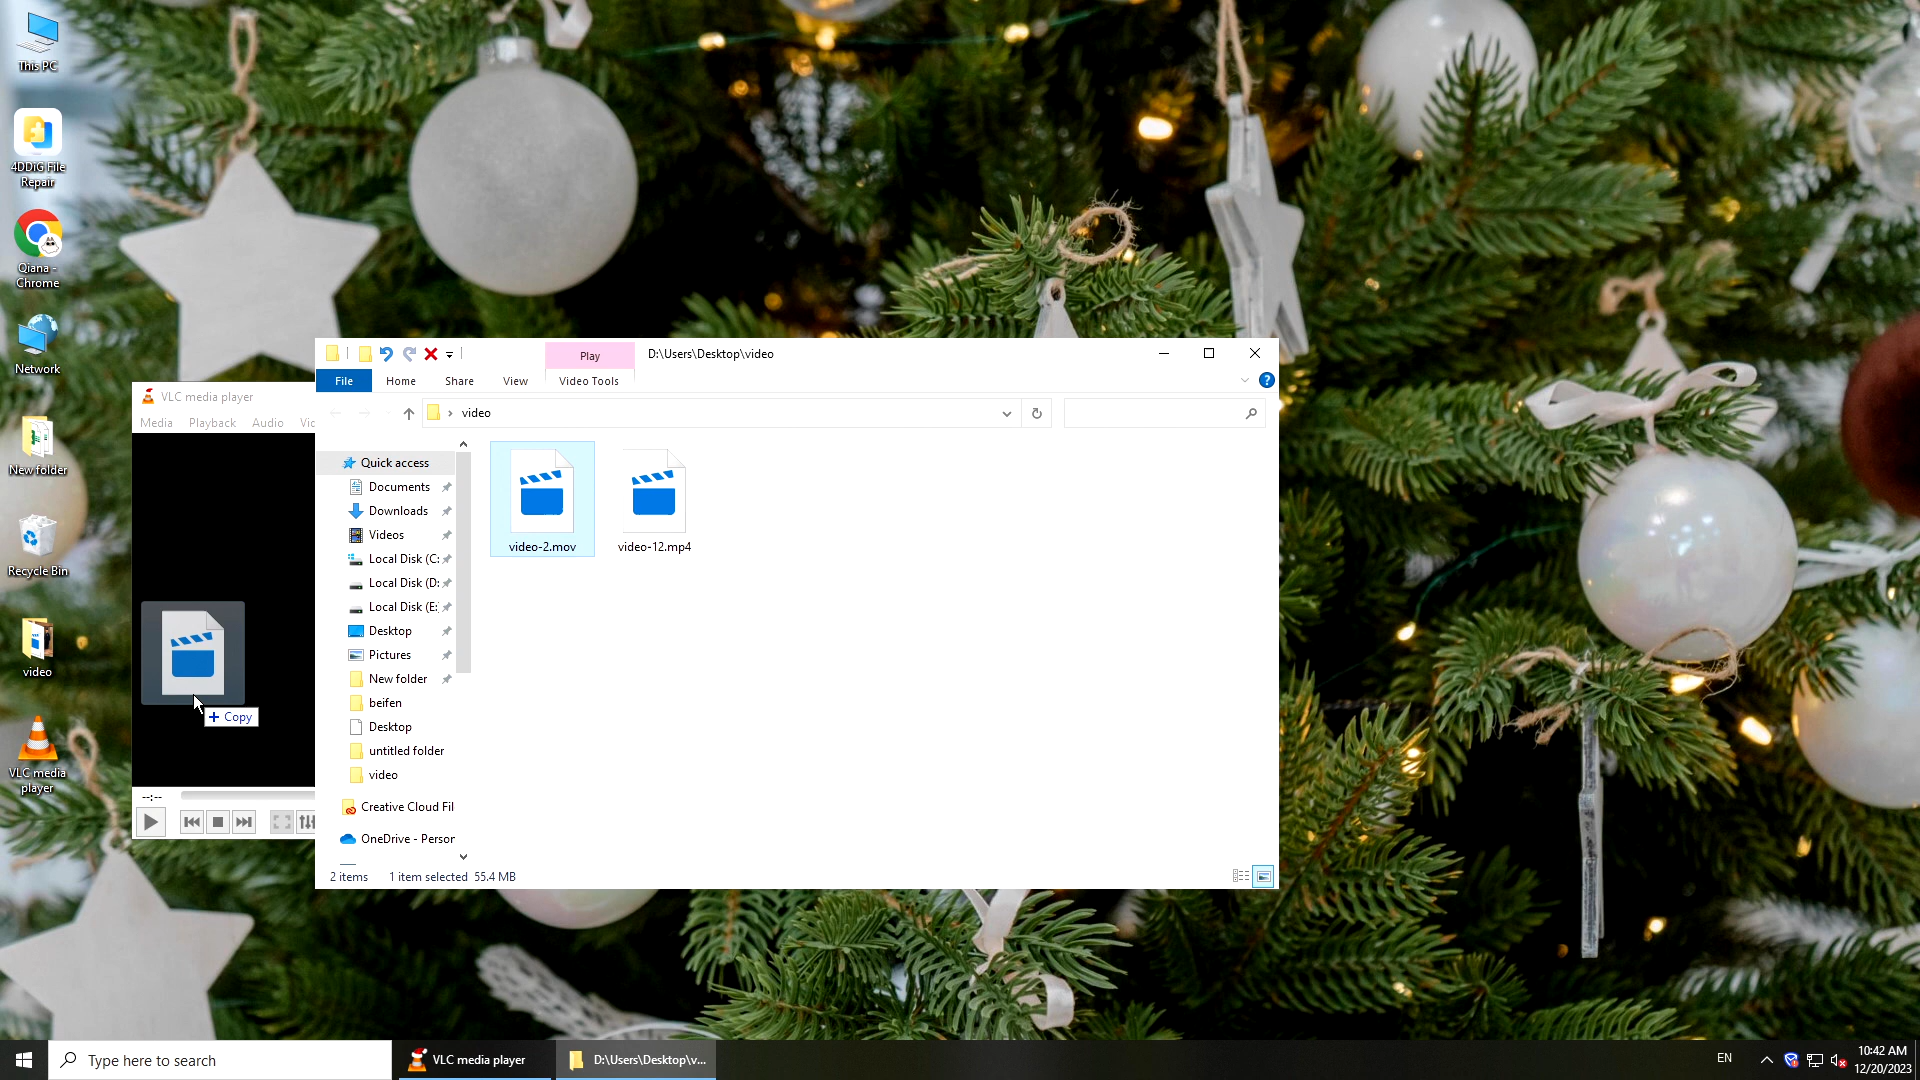 This PC
4DDiG File
Repair
Qiana -
Chrome
Network
New folder
Recycle Bin
video
VLC media
player
VLC media player
Media Playback Audio Vic
--:--
+ Copy
Play
D:\Users\Desktop\video
File Home Share View Video Tools
video
Quick access
Documents
Downloads
Videos
Local Disk (C:
Local Disk (D:
Local Disk (E:
Desktop
Pictures
New folder
beifen
Desktop
untitled folder
video
Creative Cloud Fil
OneDrive - Person
video-2.mov
video-12.mp4
2 items 1 item selected 55.4 MB
Type here to search
VLC media player
D:\Users\Desktop\v...
EN
10:42 AM
12/20/2023